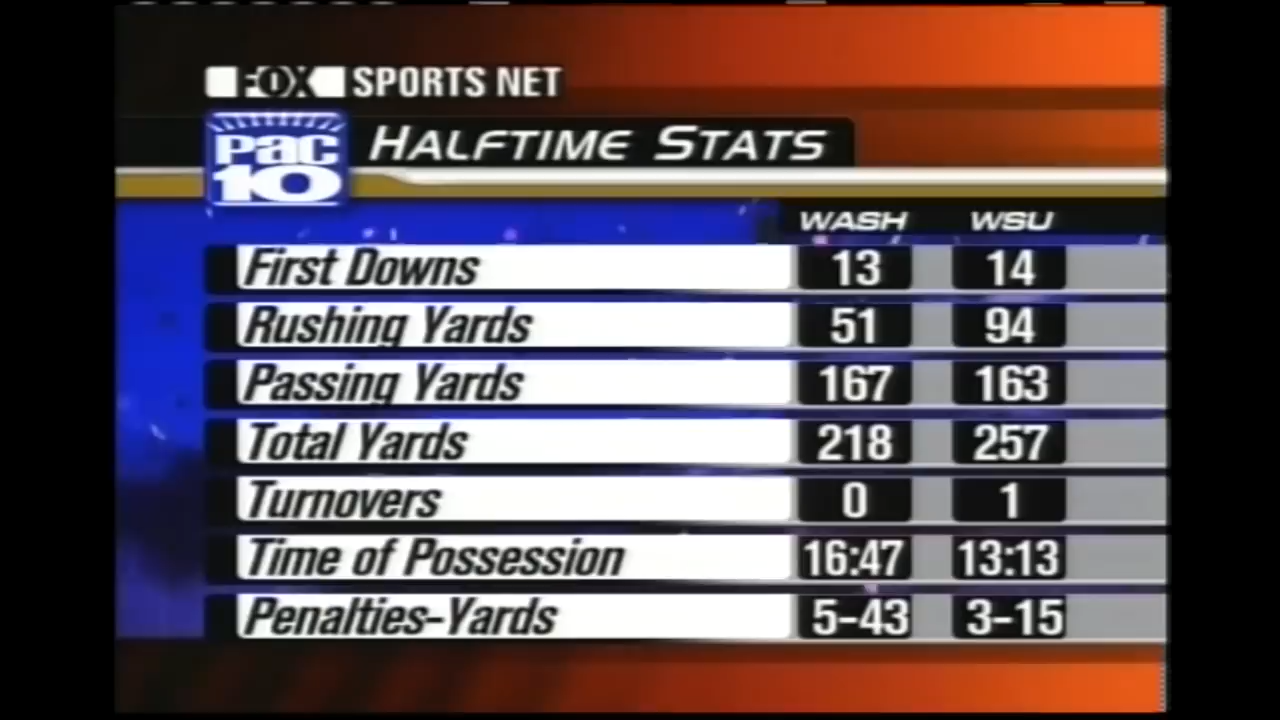 FOX SPORTS NET
PAC 10
HALFTIME STATS
WASH WSU
First Downs 13 14
Rushing Yards 51 94
Passing Yards 167 163
Total Yards 218 257
Turnovers 0 1
Time of Possession 16:47 13:13
Penalties-Yards 5-43 3-15